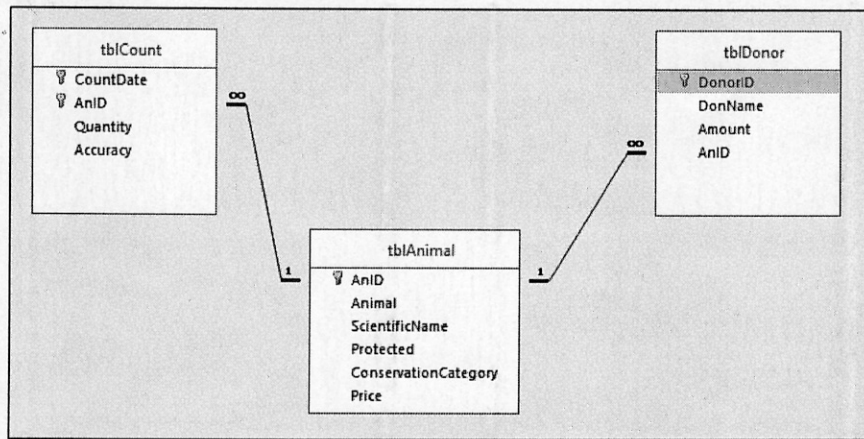 tblCount
CountDate
AnID
Quantity
Accuracy
∞
1
tblDonor
DonorID
DonName
Amount
AnID
∞
1
tblAnimal
AnID
Animal
ScientificName
Protected
ConservationCategory
Price